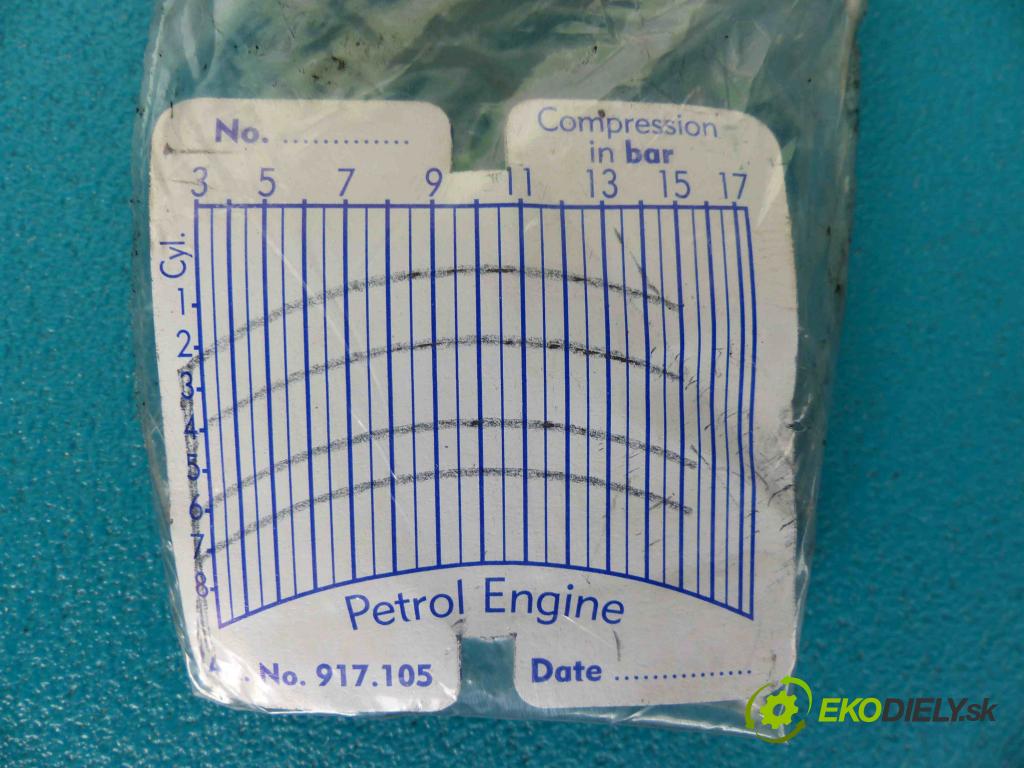 No. ..............
Compression
in bar
3 5 7 9 11 13 15 17
Cyl.
1
2
3
4
5
6
7
8
Petrol Engine
No. 917.105
Date ...................
EKODIELY.sk